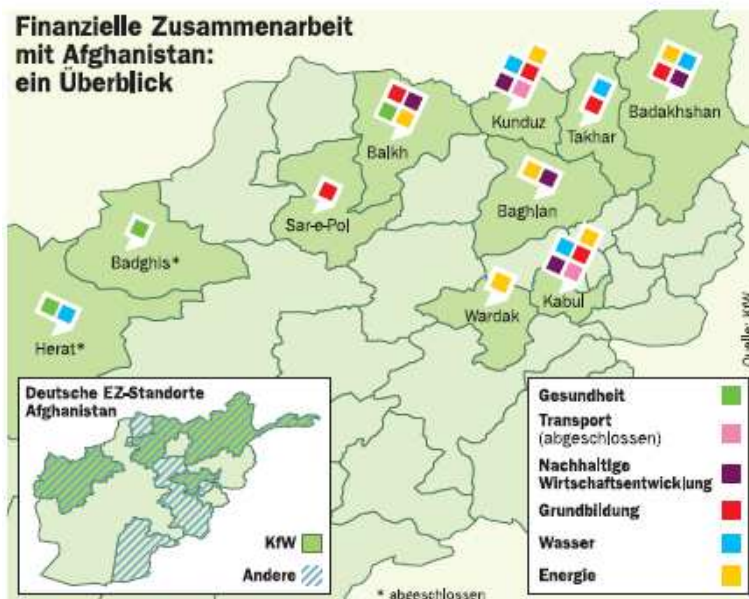 Finanzielle Zusammenarbeit
mit Afghanistan:
ein Überblick
Badakhshan
Kunduz
Takhar
Balkh
Baghlan
Sar-e-Pol
Badghis*
Wardak
Kabul
Herat*
Quelle: KfW
Deutsche EZ-Standorte
Afghanistan
KfW
Andere
Gesundheit
Transport
(abgeschlossen)
Nachhaltige
Wirtschaftsentwicklung
Grundbildung
Wasser
Energie
* abgeschlossen